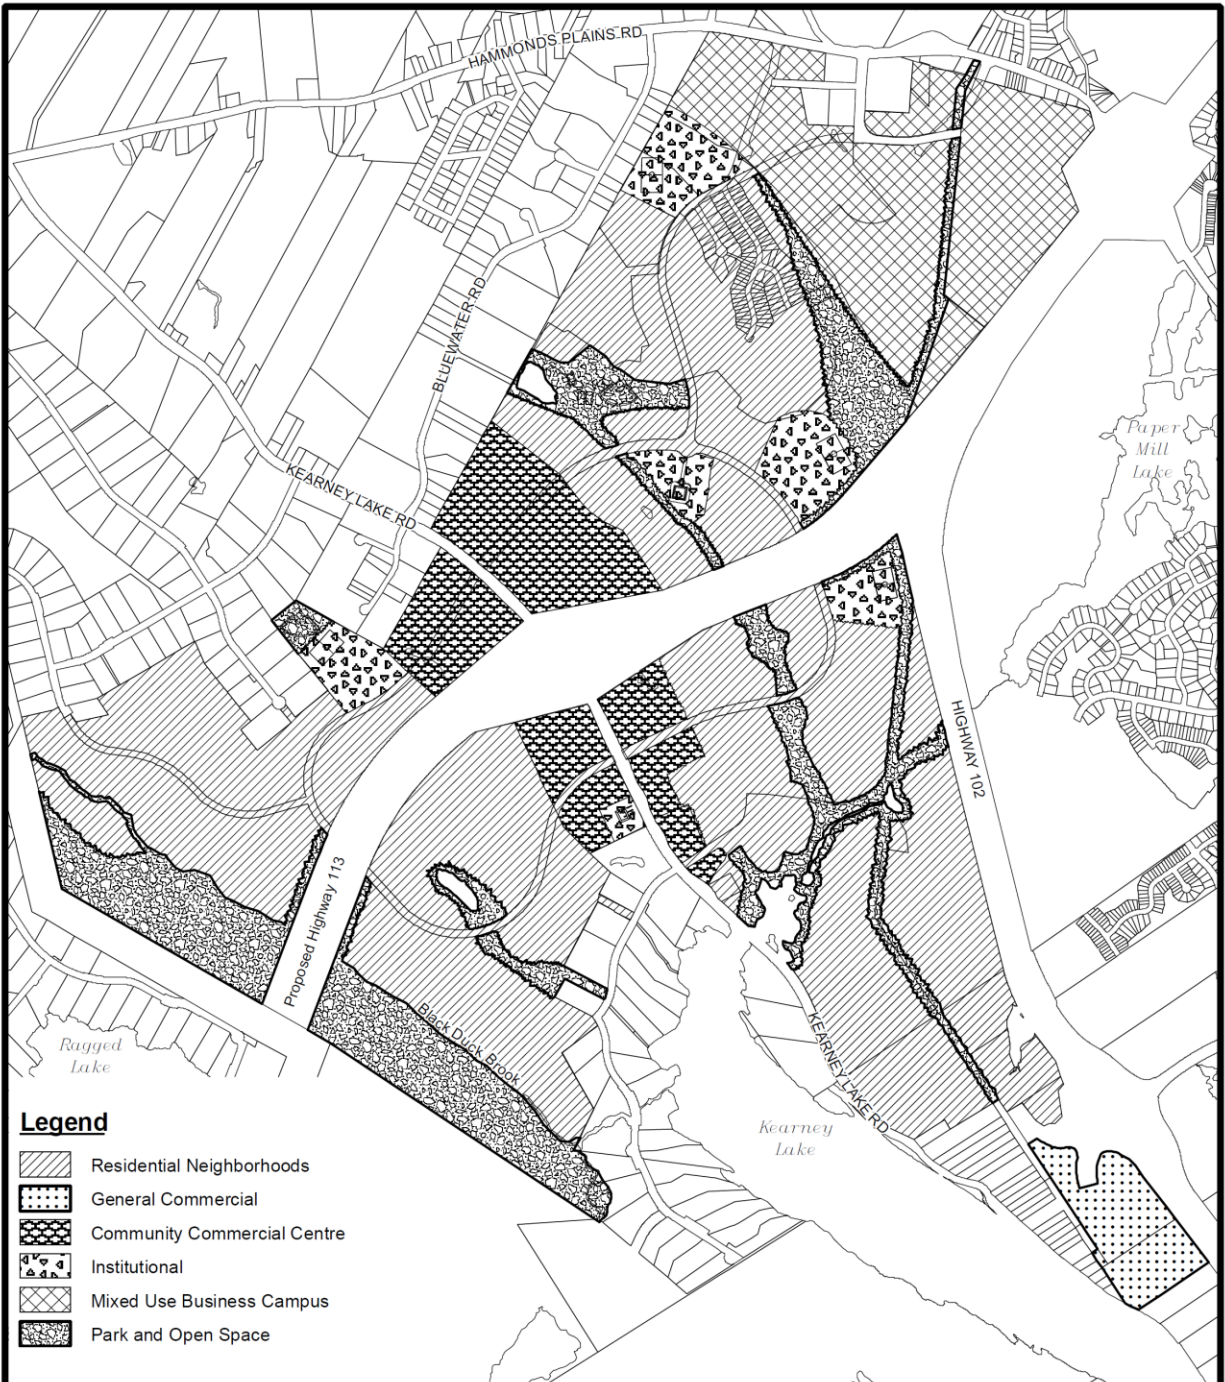 HAMMONDS PLAINS RD
BLUEWATER RD
KEARNEY LAKE RD
Paper
Mill
Lake
HIGHWAY 102
Proposed Highway 113
Black Duck Brook
KEARNEY LAKE RD
Ragged
Lake
Kearney
Lake
Legend
Residential Neighborhoods
General Commercial
Community Commercial Centre
Institutional
Mixed Use Business Campus
Park and Open Space